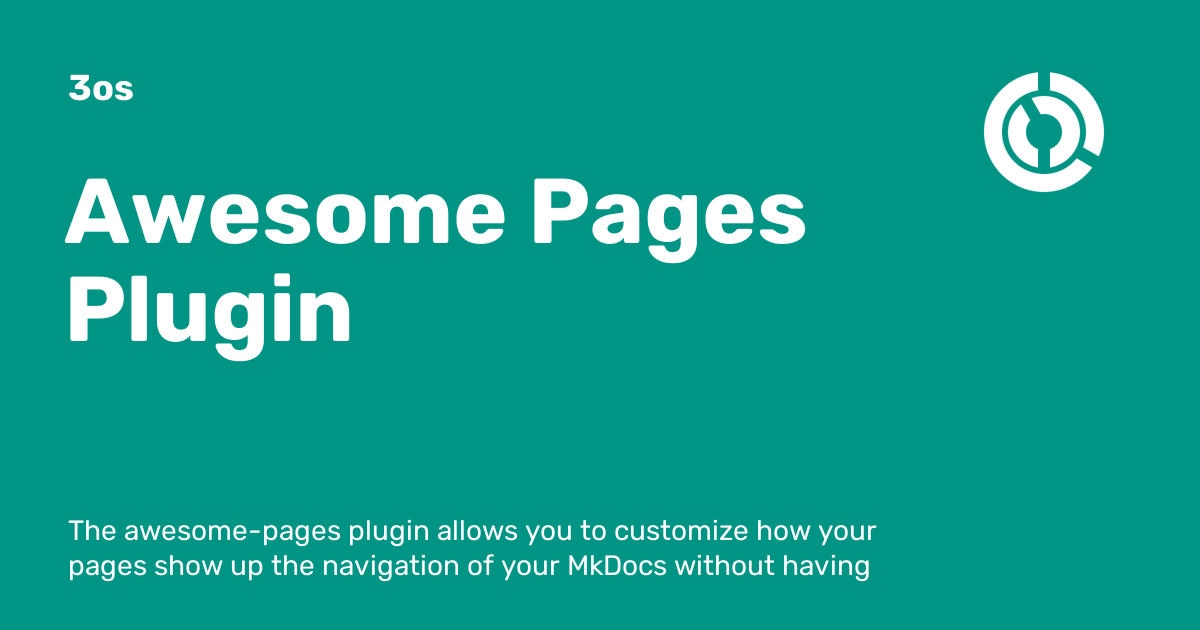 3os
Awesome Pages
Plugin
The awesome-pages plugin allows you to customize how your
pages show up the navigation of your MkDocs without having